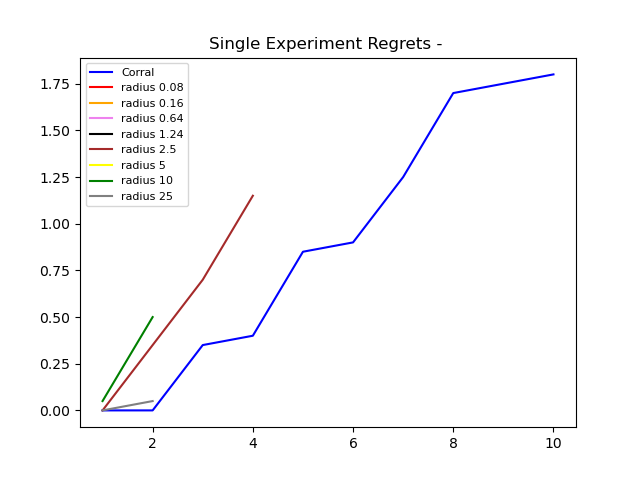 Single Experiment Regrets -
Corral
radius 0.08
radius 0.16
radius 0.64
radius 1.24
radius 2.5
radius 5
radius 10
radius 25
1.75
1.50
1.25
1.00
0.75
0.50
0.25
0.00
2 4 6 8 10